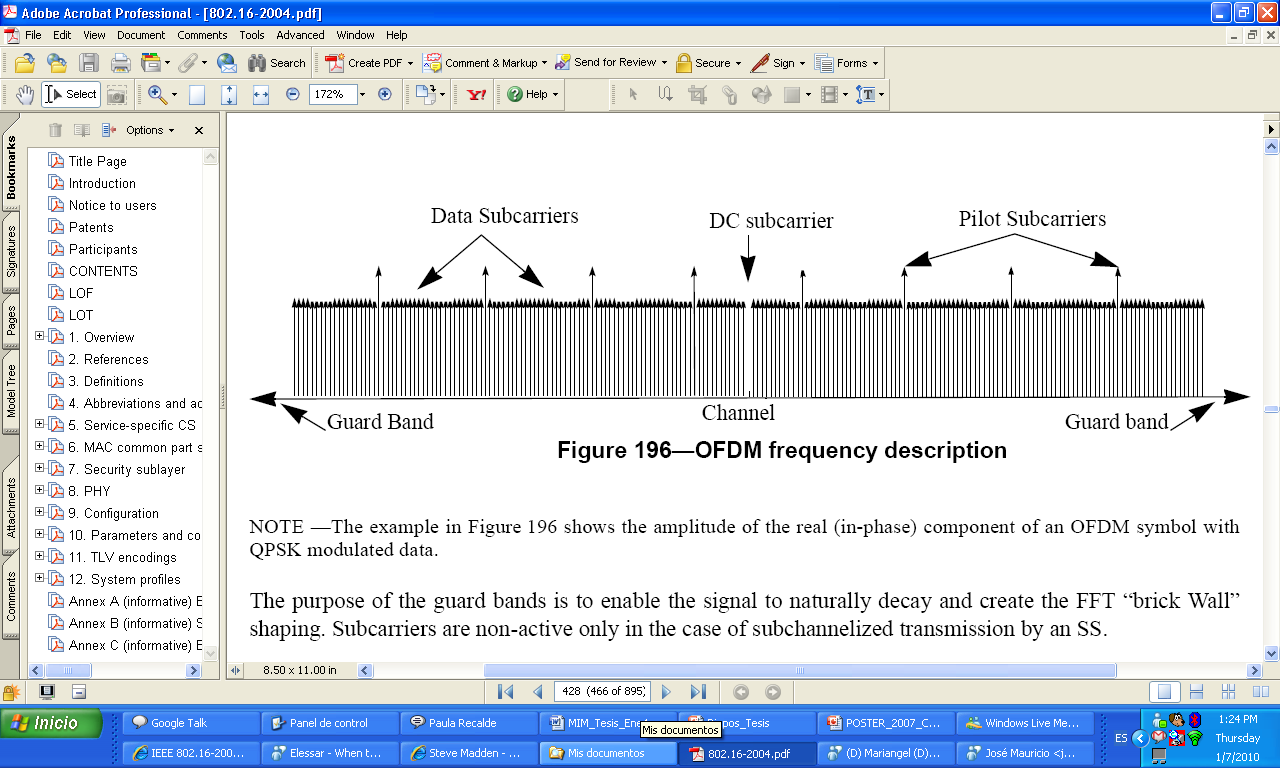 Adobe Acrobat Professional - [802.16-2004.pdf]
File Edit View Document Comments Tools Advanced Window Help
Search Create PDF Comment & Markup Send for Review Secure Sign Forms
Select 172% Y! Help
Options
Bookmarks
Signatures
Pages
Model Tree
Attachments
Comments
Title Page
Introduction
Notice to users
Patents
Participants
CONTENTS
LOF
LOT
1. Overview
2. References
3. Definitions
4. Abbreviations and ac
5. Service-specific CS
6. MAC common part s
7. Security sublayer
8. PHY
9. Configuration
10. Parameters and co
11. TLV encodings
12. System profiles
Annex A (informative) E
Annex B (informative) S
Annex C (informative) E
Data Subcarriers DC subcarrier Pilot Subcarriers
Guard Band Channel Guard band
Figure 196—OFDM frequency description
NOTE —The example in Figure 196 shows the amplitude of the real (in-phase) component of an OFDM symbol with
QPSK modulated data.
The purpose of the guard bands is to enable the signal to naturally decay and create the FFT “brick Wall”
shaping. Subcarriers are non-active only in the case of subchannelized transmission by an SS.
8.50 x 11.00 in
428 (466 of 895)
Inicio
Google Talk Panel de control Paula Recalde MIM_Tesis_Ene pos_Tesis POSTER_2007_C... Windows Live Me...
Mis documentos
IEEE 802.16-200... Elessar - When t... Steve Madden - ... Mis documentos 802.16-2004.pdf (D) Mariangel (D)... José Mauricio <j...
ES
1:24 PM
Thursday
1/7/2010